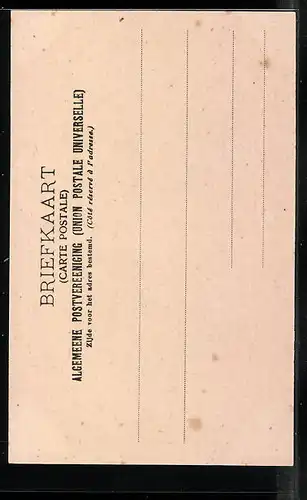 BRIEFKAART
(CARTE POSTALE)
ALGEMEENE POSTVEREENIGING (UNION POSTALE UNIVERSELLE)
Zijde voor het adres bestemd. (Côté réservé à l'adresse.)